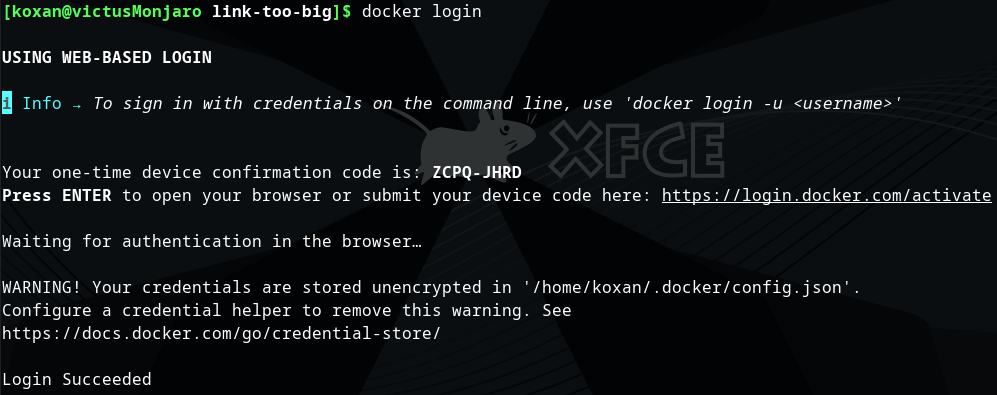 [koxan@victusMonjaro link-too-big]$ docker login
USING WEB-BASED LOGIN
i Info → To sign in with credentials on the command line, use 'docker login -u <username>'
XFCE
Your one-time device confirmation code is: ZCPQ-JHRD
Press ENTER to open your browser or submit your device code here: https://login.docker.com/activate
Waiting for authentication in the browser…
WARNING! Your credentials are stored unencrypted in '/home/koxan/.docker/config.json'.
Configure a credential helper to remove this warning. See
https://docs.docker.com/go/credential-store/
Login Succeeded